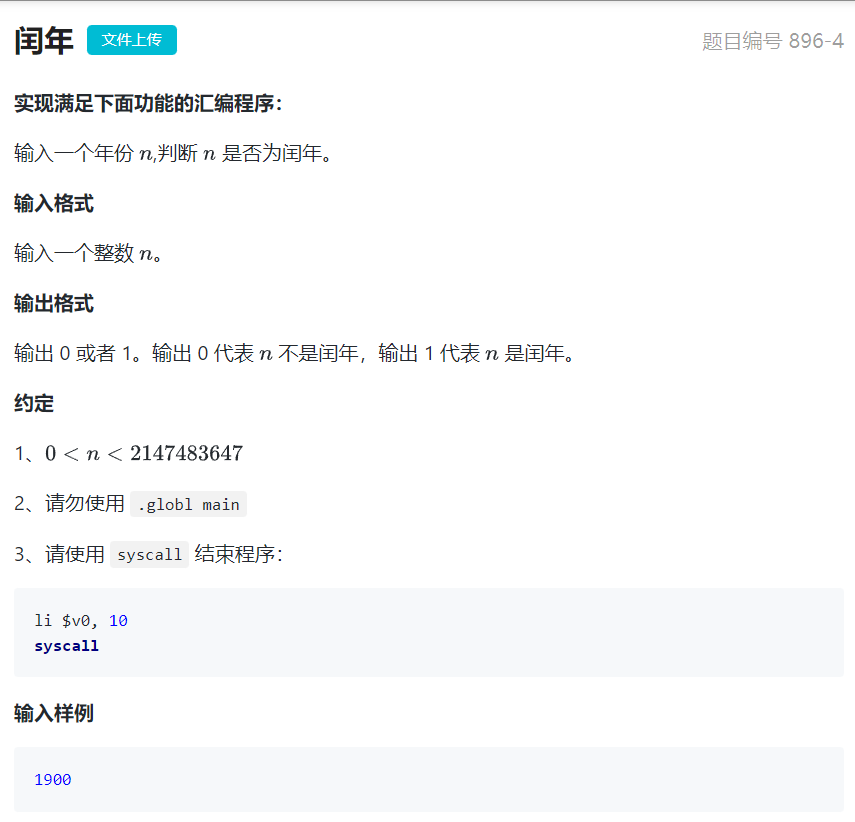 闰年 文件上传 题目编号 896-4
实现满足下面功能的汇编程序：
输入一个年份 n,判断 n 是否为闰年。
输入格式
输入一个整数 n。
输出格式
输出 0 或者 1。输出 0 代表 n 不是闰年，输出 1 代表 n 是闰年。
约定
1、0 < n < 2147483647
2、请勿使用 .globl main
3、请使用 syscall 结束程序：
li $v0, 10
syscall
输入样例
1900